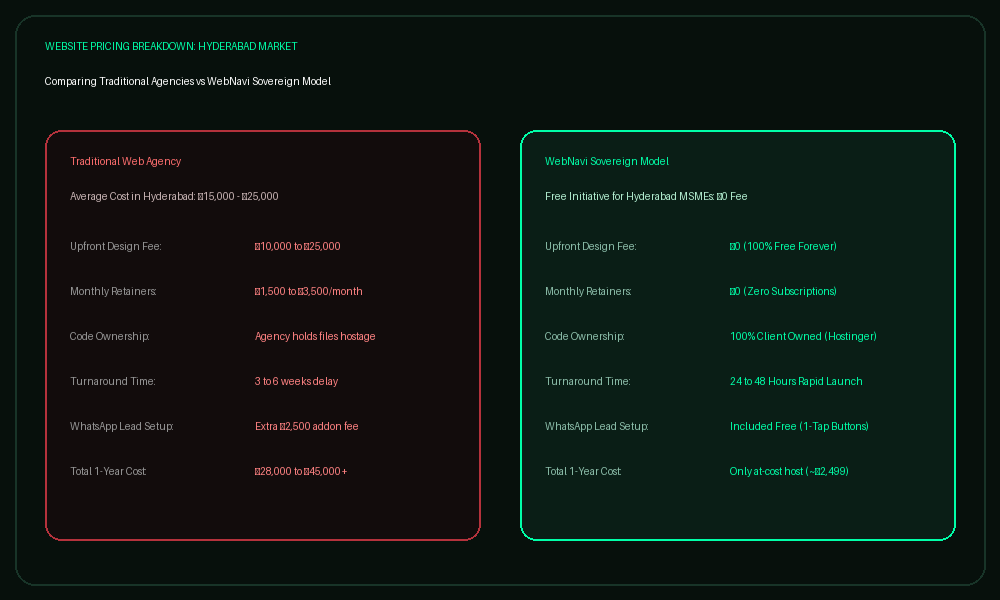 WEBSITE PRICING BREAKDOWN: HYDERABAD MARKET
Comparing Traditional Agencies vs WebNavi Sovereign Model
Traditional Web Agency
Average Cost in Hyderabad: □15,000 - □25,000
Upfront Design Fee: □10,000 to □25,000
Monthly Retainers: □1,500 to □3,500/month
Code Ownership: Agency holds files hostage
Turnaround Time: 3 to 6 weeks delay
WhatsApp Lead Setup: Extra □2,500 addon fee
Total 1-Year Cost: □28,000 to □45,000+
WebNavi Sovereign Model
Free Initiative for Hyderabad MSMEs: □0 Fee
Upfront Design Fee: □0 (100% Free Forever)
Monthly Retainers: □0 (Zero Subscriptions)
Code Ownership: 100% Client Owned (Hostinger)
Turnaround Time: 24 to 48 Hours Rapid Launch
WhatsApp Lead Setup: Included Free (1-Tap Buttons)
Total 1-Year Cost: Only at-cost host (~□2,499)